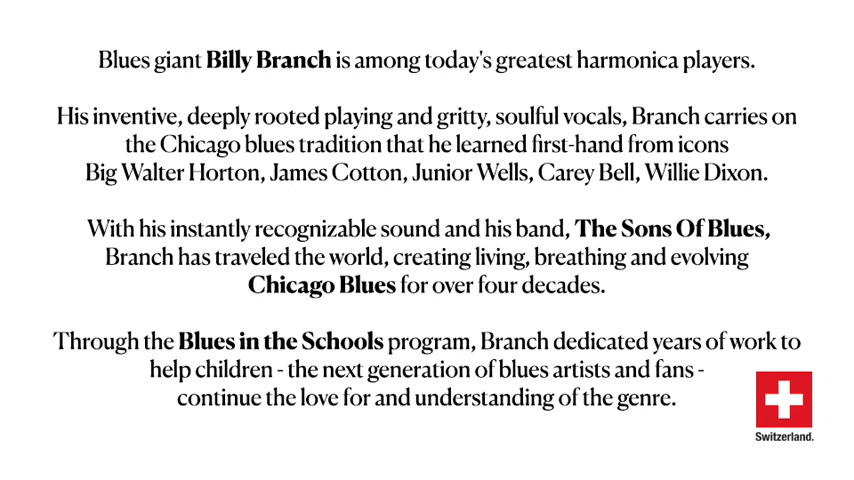 Blues giant Billy Branch is among today's greatest harmonica players.
His inventive, deeply rooted playing and gritty, soulful vocals, Branch carries on
the Chicago blues tradition that he learned first-hand from icons
Big Walter Horton, James Cotton, Junior Wells, Carey Bell, Willie Dixon.
With his instantly recognizable sound and his band, The Sons Of Blues,
Branch has traveled the world, creating living, breathing and evolving
Chicago Blues for over four decades.
Through the Blues in the Schools program, Branch dedicated years of work to
help children - the next generation of blues artists and fans -
continue the love for and understanding of the genre.
Switzerland.